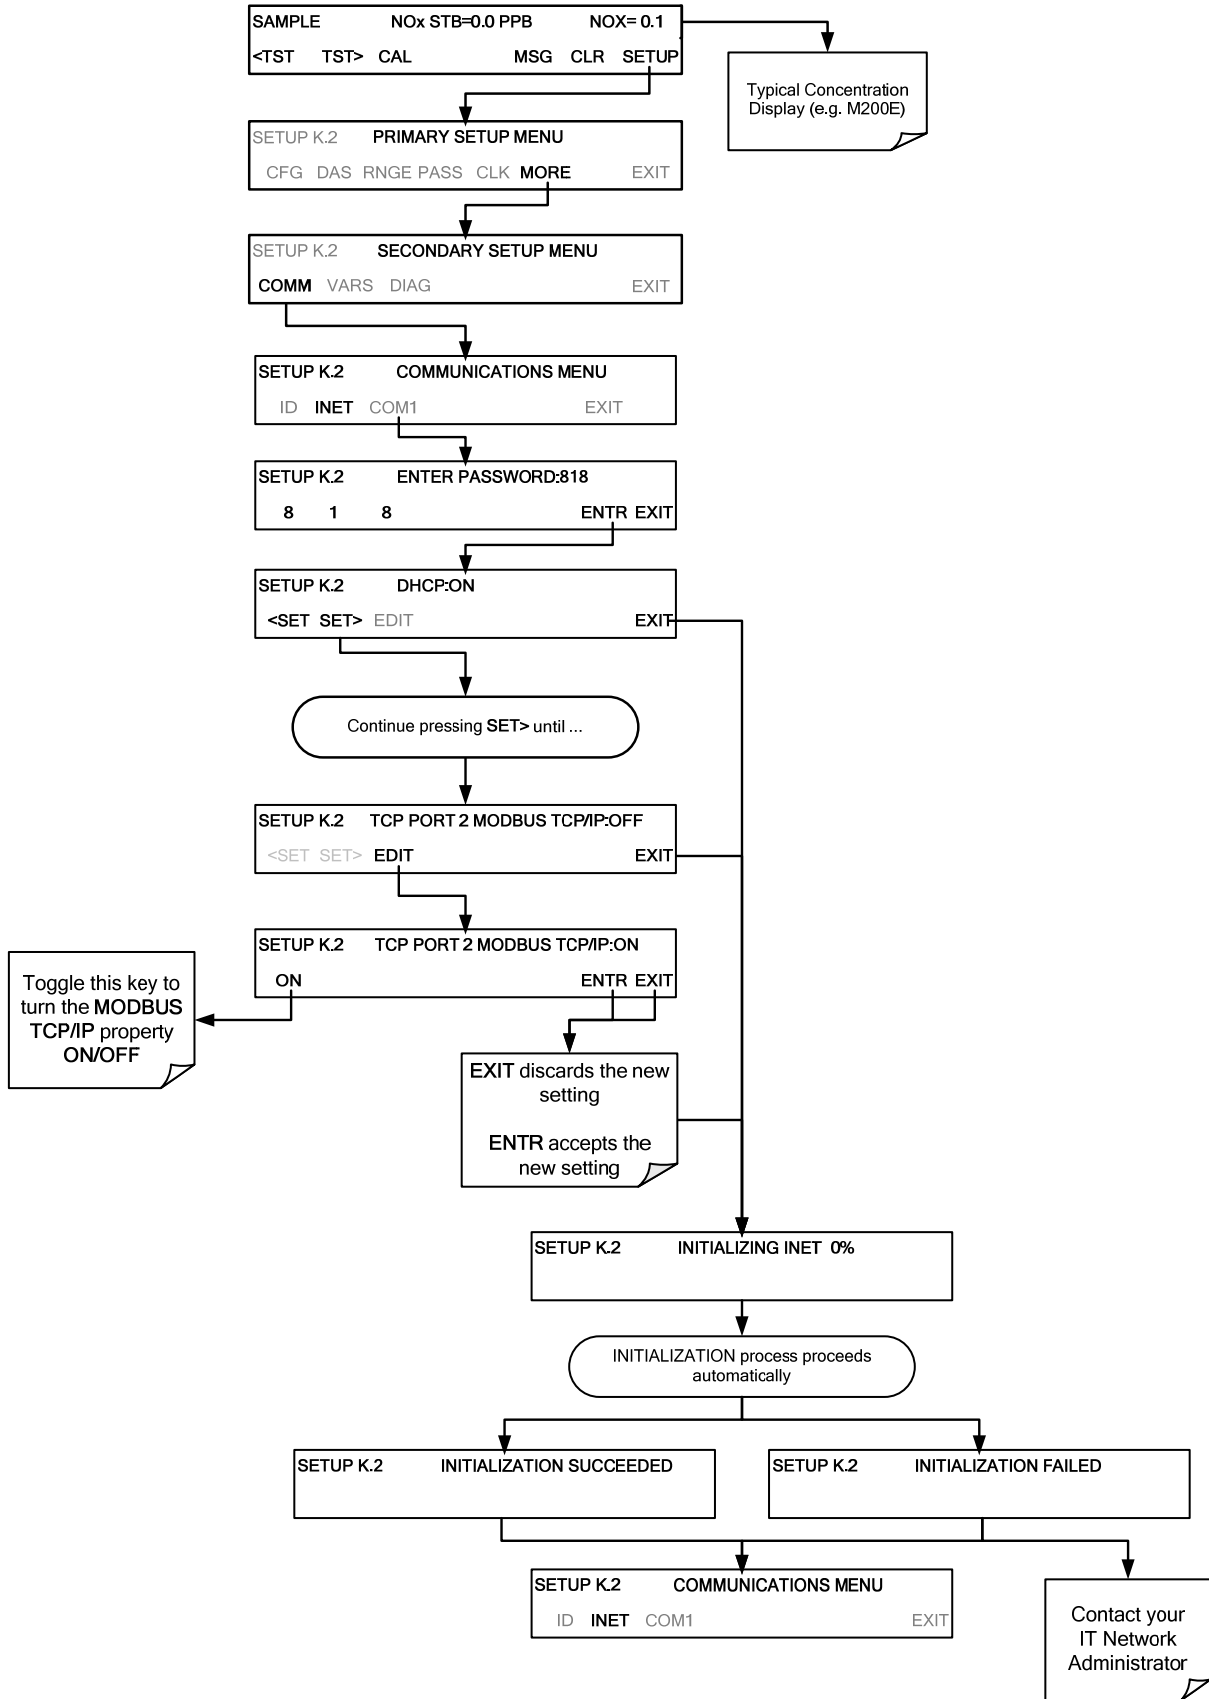 SAMPLE NOx STB=0.0 PPB NOX= 0.1
<TST TST> CAL MSG CLR SETUP
Typical Concentration
Display (e.g. M200E)
SETUP K.2 PRIMARY SETUP MENU
CFG DAS RNGE PASS CLK MORE EXIT
SETUP K.2 SECONDARY SETUP MENU
COMM VARS DIAG EXIT
SETUP K.2 COMMUNICATIONS MENU
ID INET COM1 EXIT
SETUP K.2 ENTER PASSWORD:818
8 1 8 ENTR EXIT
SETUP K.2 DHCP:ON
<SET SET> EDIT EXIT
Continue pressing SET> until ...
SETUP K.2 TCP PORT 2 MODBUS TCP/IP:OFF
<SET SET> EDIT EXIT
SETUP K.2 TCP PORT 2 MODBUS TCP/IP:ON
ON ENTR EXIT
Toggle this key to
turn the MODBUS
TCP/IP property
ON/OFF
EXIT discards the new
setting
ENTR accepts the
new setting
SETUP K.2 INITIALIZING INET 0%
INITIALIZATION process proceeds
automatically
SETUP K.2 INITIALIZATION SUCCEEDED
SETUP K.2 INITIALIZATION FAILED
SETUP K.2 COMMUNICATIONS MENU
ID INET COM1 EXIT
Contact your
IT Network
Administrator